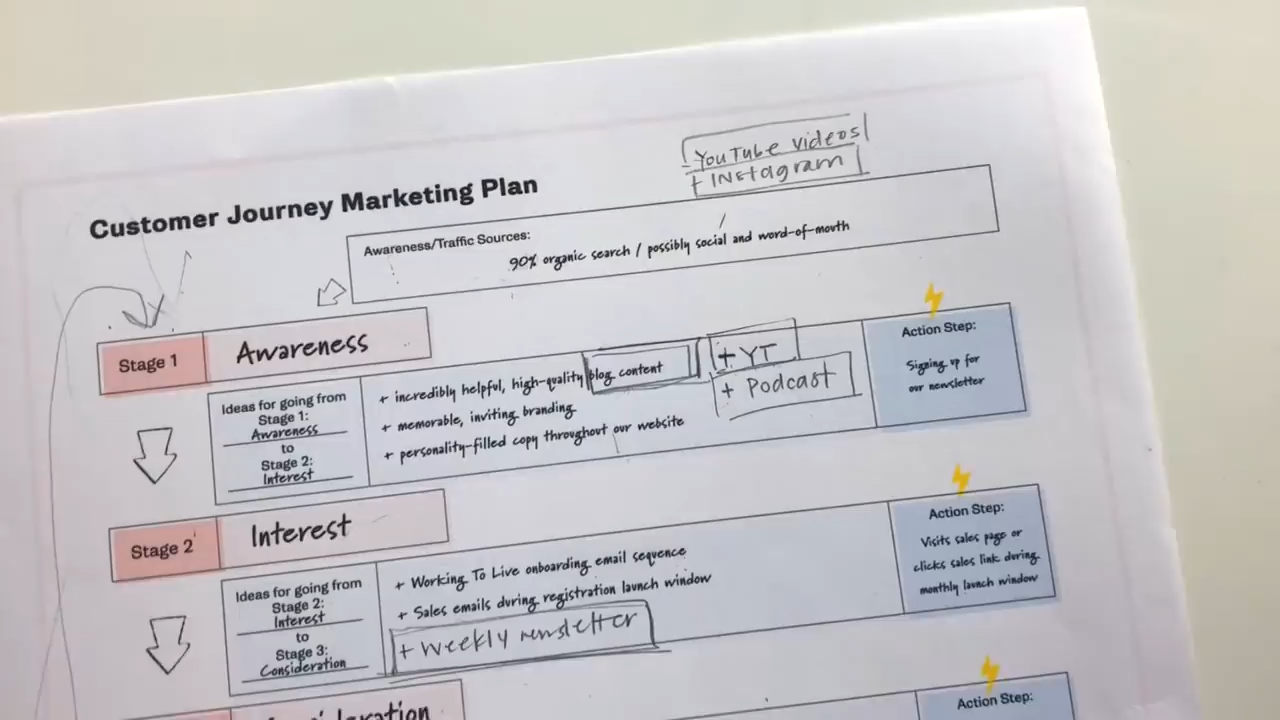 YouTube videos
+ INstagram
Customer Journey Marketing Plan
Awareness/Traffic Sources:
90% organic search / possibly social and word-of-mouth
Stage 1
Awareness
Ideas for going from
Stage 1:
Awareness
to
Stage 2:
Interest
+ incredibly helpful, high-quality blog content
+ memorable, inviting branding
+ personality-filled copy throughout our website
+ YT
+ Podcast
Action Step:
Signing up for
our newsletter
Stage 2
Interest
Ideas for going from
Stage 2:
Interest
to
Stage 3:
Consideration
+ Working To Live onboarding email sequence
+ Sales emails during registration launch window
+ Weekly newsletter
Action Step:
Visits sales page or
clicks sales link during
monthly launch window
Action Step: